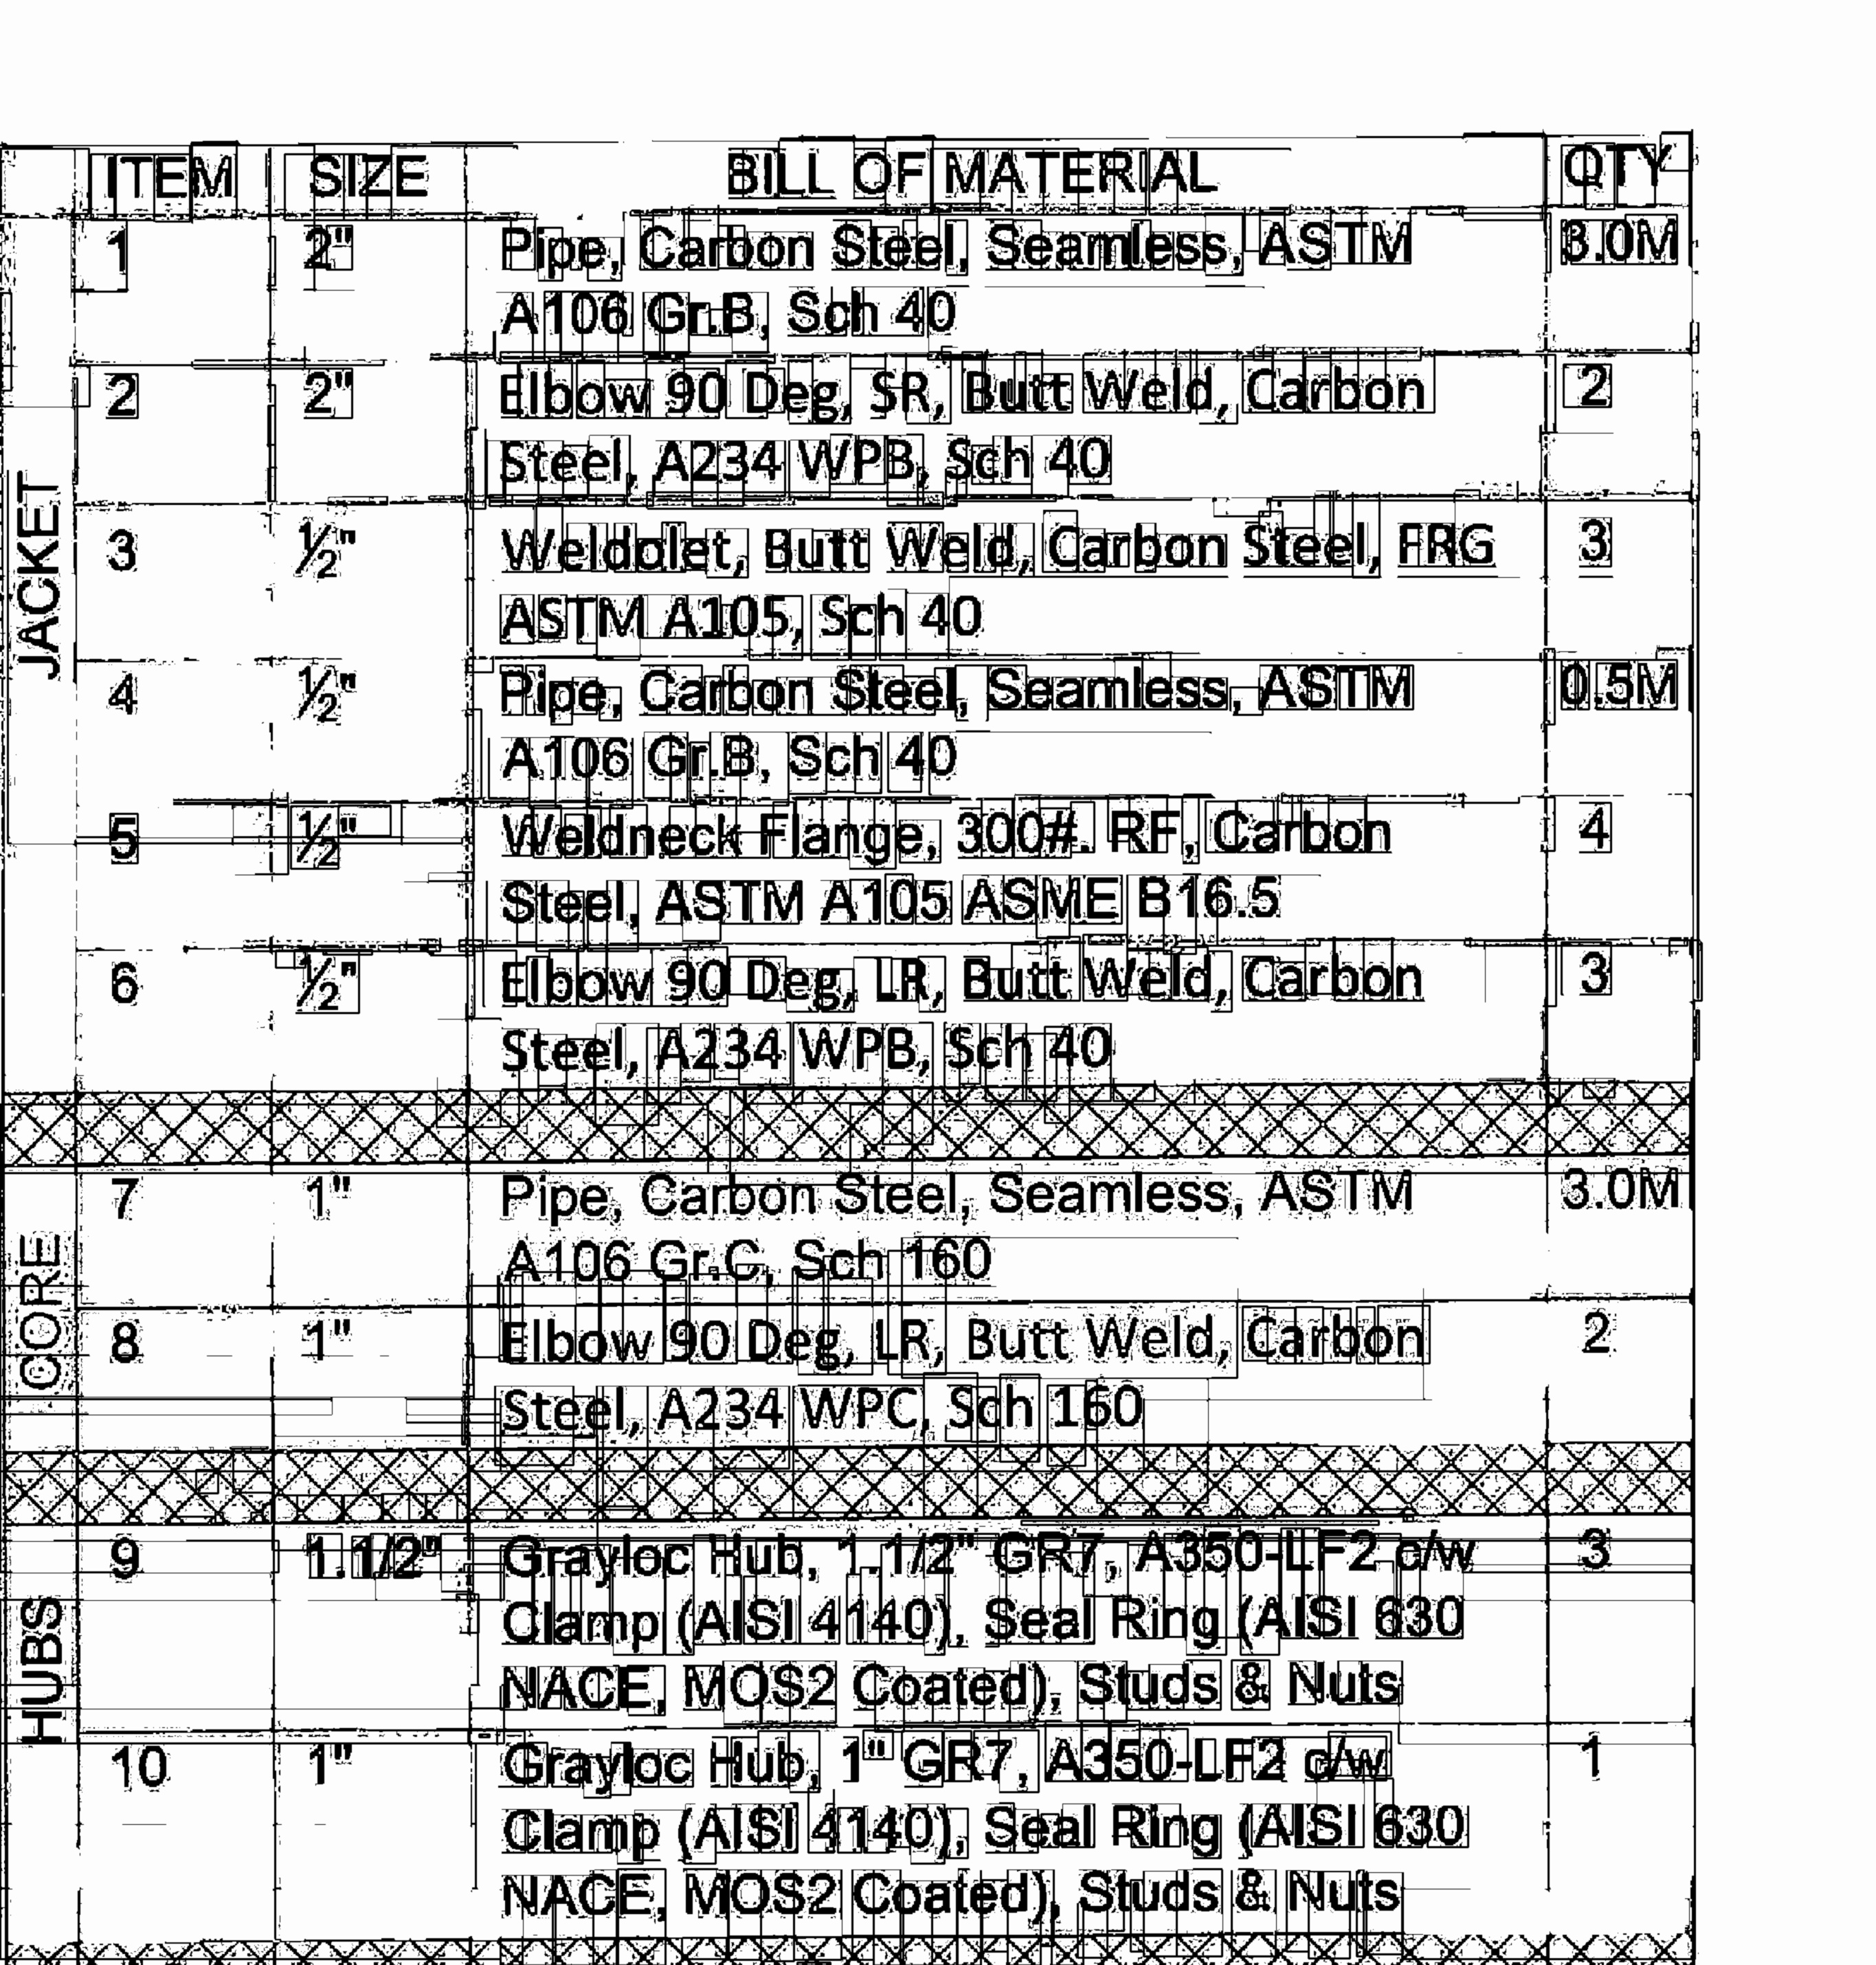 ITEM SIZE BILL OF MATERIAL QTY
JACKET
1 2" Pipe, Carbon Steel, Seamless, ASTM 3.0M
A106 Gr.B, Sch 40
2 2" Elbow 90 Deg, SR, Butt Weld, Carbon 2
Steel, A234 WPB, Sch 40
3 ½" Weldolet, Butt Weld, Carbon Steel, FRG 3
ASTM A105, Sch 40
4 ½" Pipe, Carbon Steel, Seamless, ASTM 0.5M
A106 Gr.B, Sch 40
5 ½" Weldneck Flange, 300#. RF, Carbon 4
Steel, ASTM A105 ASME B16.5
6 ½" Elbow 90 Deg, LR, Butt Weld, Carbon 3
Steel, A234 WPB, Sch 40
CORE
7 1" Pipe, Carbon Steel, Seamless, ASTM 3.0M
A106 Gr.C, Sch 160
8 1" Elbow 90 Deg, LR, Butt Weld, Carbon 2
Steel, A234 WPC, Sch 160
HUBS
9 1.1/2" Grayloc Hub, 1.1/2" GR7, A350-LF2 c/w 3
Clamp (AISI 4140), Seal Ring (AISI 630
NACE, MOS2 Coated), Studs & Nuts
10 1" Grayloc Hub, 1" GR7, A350-LF2 c/w 1
Clamp (AISI 4140), Seal Ring (AISI 630
NACE, MOS2 Coated), Studs & Nuts